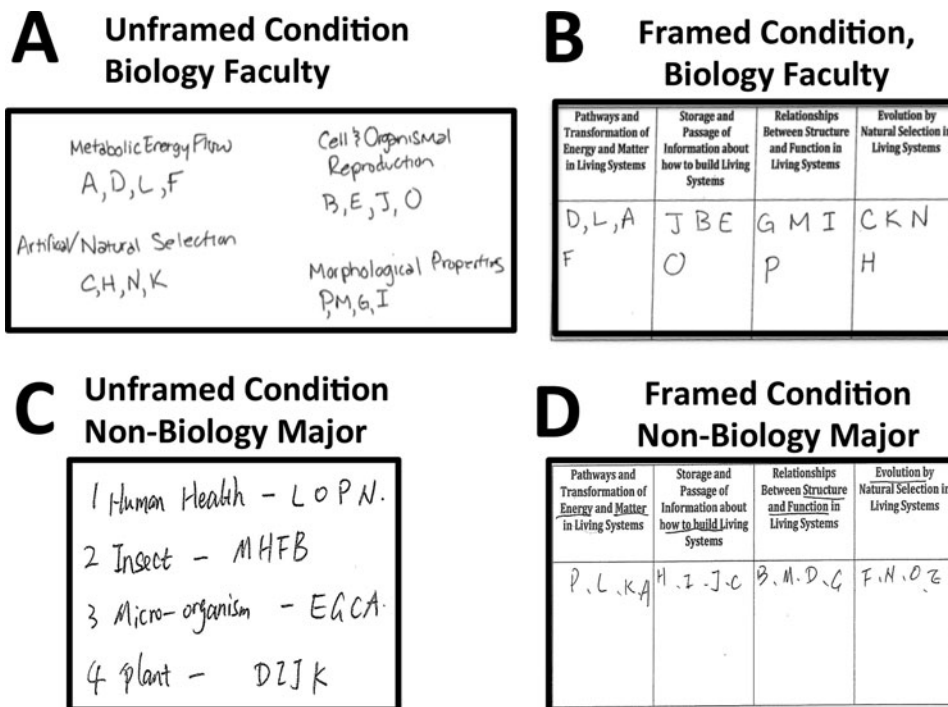 A
Unframed Condition
Biology Faculty
Metabolic Energy Flow
A, D, L, F
Cell & Organismal
Reproduction
B, E, J, O
Artifical/Natural Selection
C, H, N, K
Morphological Properties
P, M, G, I
B
Framed Condition,
Biology Faculty
Pathways and
Transformation of
Energy and Matter
in Living Systems
Storage and
Passage of
Information about
how to build Living
Systems
Relationships
Between Structure
and Function in
Living Systems
Evolution by
Natural Selection in
Living Systems
D, L, A
F
J B E
O
G M I
P
C K N
H
C
Unframed Condition
Non-Biology Major
1 Human Health - L O P N.
2 Insect - MHFB
3 Micro-organism - EGCA.
4 plant - DIJK
D
Framed Condition
Non-Biology Major
Pathways and
Transformation of
Energy and Matter
in Living Systems
Storage and
Passage of
Information about
how to build Living
Systems
Relationships
Between Structure
and Function in
Living Systems
Evolution by
Natural Selection in
Living Systems
P. L. K A
H. I. J. C
B. M. D. G
F. N. O. E